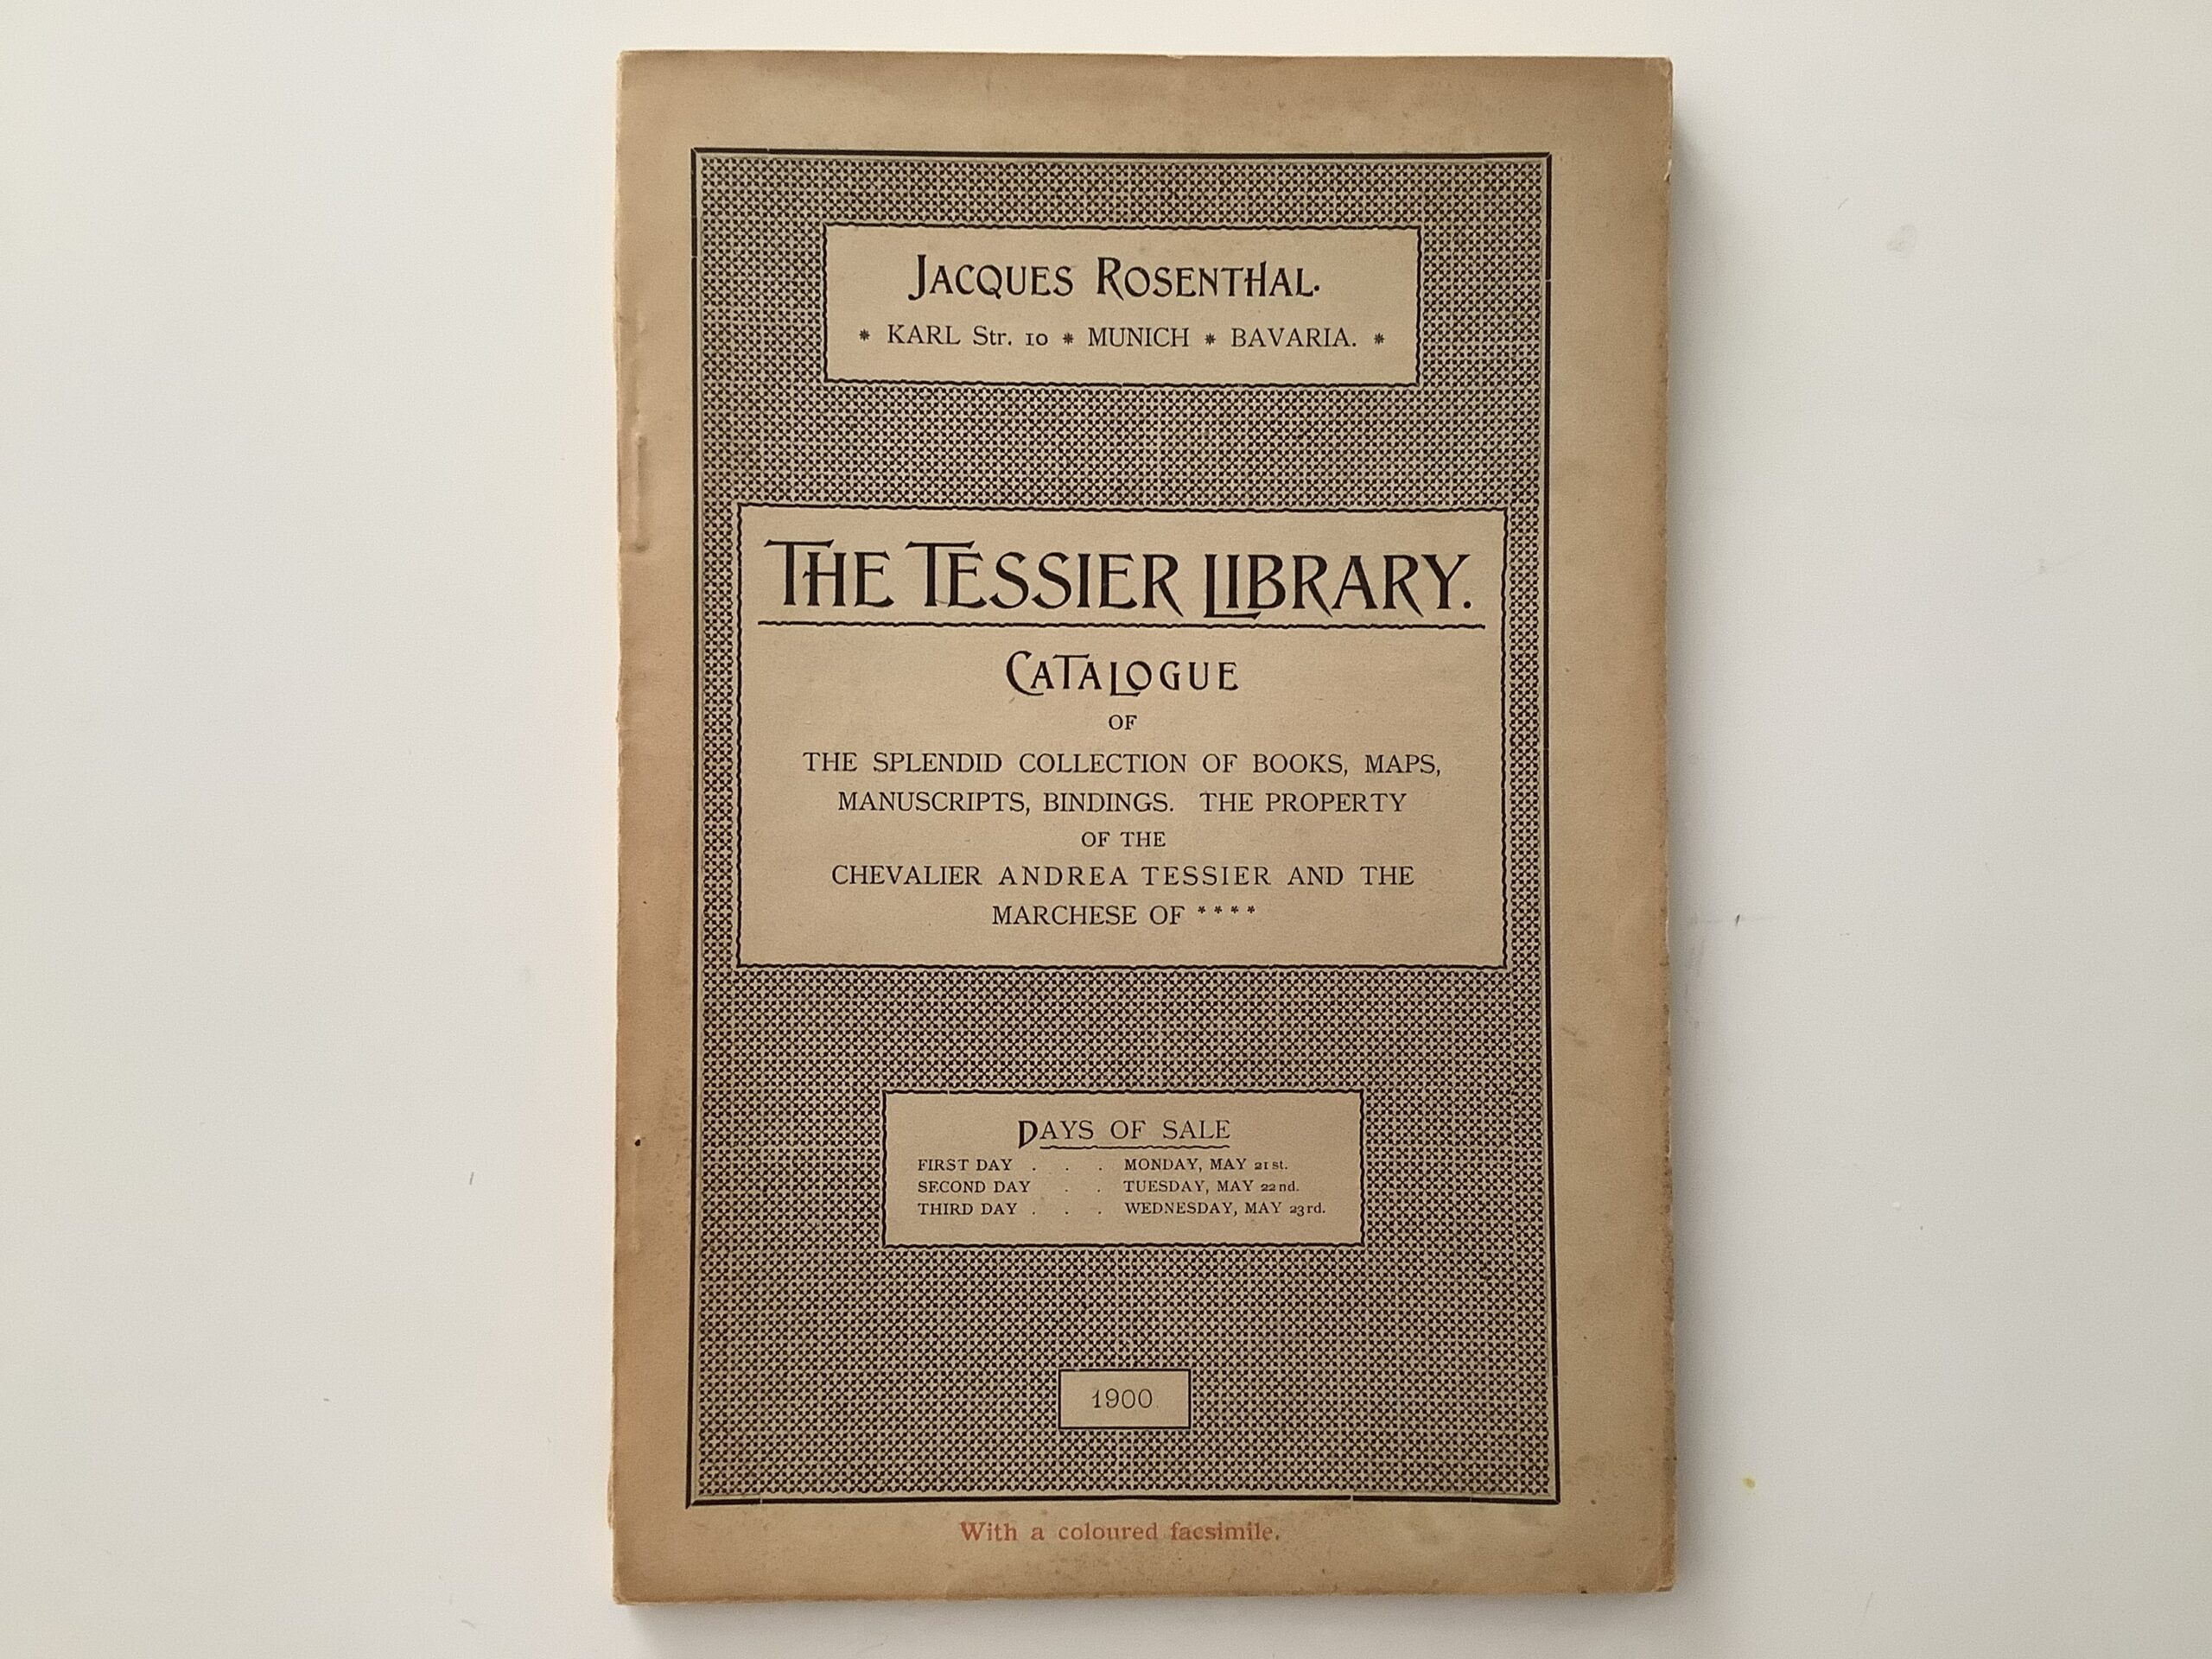 JACQUES ROSENTHAL.
* KARL Str. 10 * MUNICH * BAVARIA. *
THE TESSIER LIBRARY.
CATALOGUE
OF
THE SPLENDID COLLECTION OF BOOKS, MAPS,
MANUSCRIPTS, BINDINGS. THE PROPERTY
OF THE
CHEVALIER ANDREA TESSIER AND THE
MARCHESE OF * * * *
DAYS OF SALE
FIRST DAY . . . MONDAY, MAY 21st.
SECOND DAY . . TUESDAY, MAY 22nd.
THIRD DAY . . . WEDNESDAY, MAY 23rd.
1900
With a coloured facsimile.